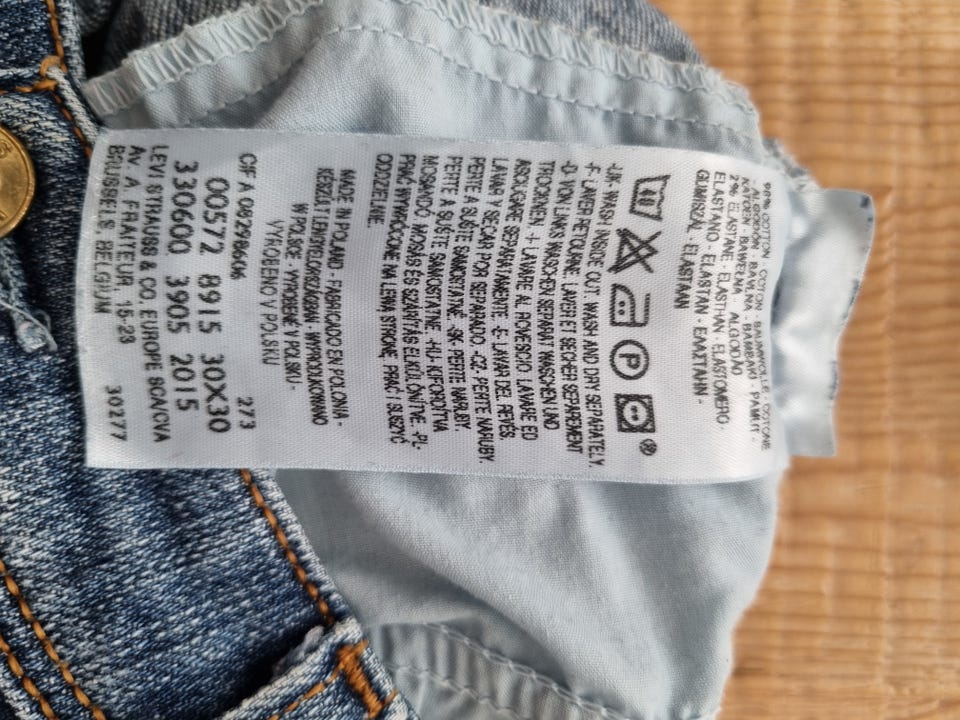 98% COTTON - COTON - BAUMWOLLE - COTONE
ALGODÓN - BAVLNA - BAMBAKI - PAMUT -
KATOEN - BAWEŁNA - ALGODÃO
2% ELASTANE - ELASTHAN - ELASTOMERO -
ELASTANO - ELASTAN - ΕΛΑΣΤΑΝΗ -
GUMISZÁL - ELASTAAN
P
®
-UK- WASH INSIDE OUT. WASH AND DRY SEPARATELY.
-F- LAVER RETOURNE. LAVER ET SECHER SEPAREMENT
-D- VON LINKS WASCHEN. SEPARAT WASCHEN UND
TROCKNEN. -I- LAVARE AL ROVESCIO. LAVARE ED
ASCIUGARE SEPARATAMENTE. -E- LAVAR DEL REVÉS.
LAVAR Y SECAR POR SEPARADO. -CZ- PERTE NARUBY.
PERTE A SUŠTE SAMOSTATNĚ. -SK- PERTE NARUBY.
PERTE A SUŠTE SAMOSTATNE. -HU- KIFORDÍTVA
MOSANDÓ. MOSÁS ÉS SZÁRÍTÁS ELKÜLÖNÍTVE. -PL-
PRAĆ WYWRÓCONE NA LEWĄ STRONĘ. PRAĆ I SUSZYĆ
ODDZIELNIE.
MADE IN POLAND - FABRICADO EN POLONIA -
KÉSZÜLT LENGYELORSZÁGBAN - WYPRODUKOWANO
W POLSCE - VYROBENÉ V POĽSKU -
VYROBENO V POLSKU
CIF A 08298606 273
00572 8915 30X30
330600 3905 2015
LEVI STRAUSS & CO. EUROPE SCA/CVA
Av. A. FRAITEUR, 15-23
BRUSSELS BELGIUM 30277